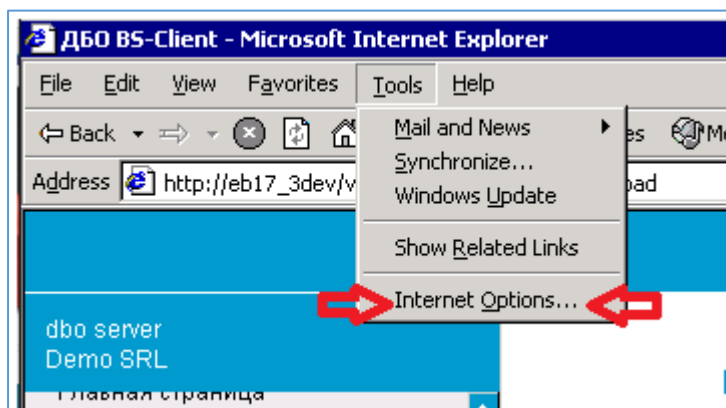 ДБО BS-Client - Microsoft Internet Explorer
File Edit View Favorites Tools Help
Back
Mail and News
Synchronize...
Address http://eb17_3dev/v
Windows Update
Show Related Links
Internet Options...
dbo server
Demo SRL
Главная страница